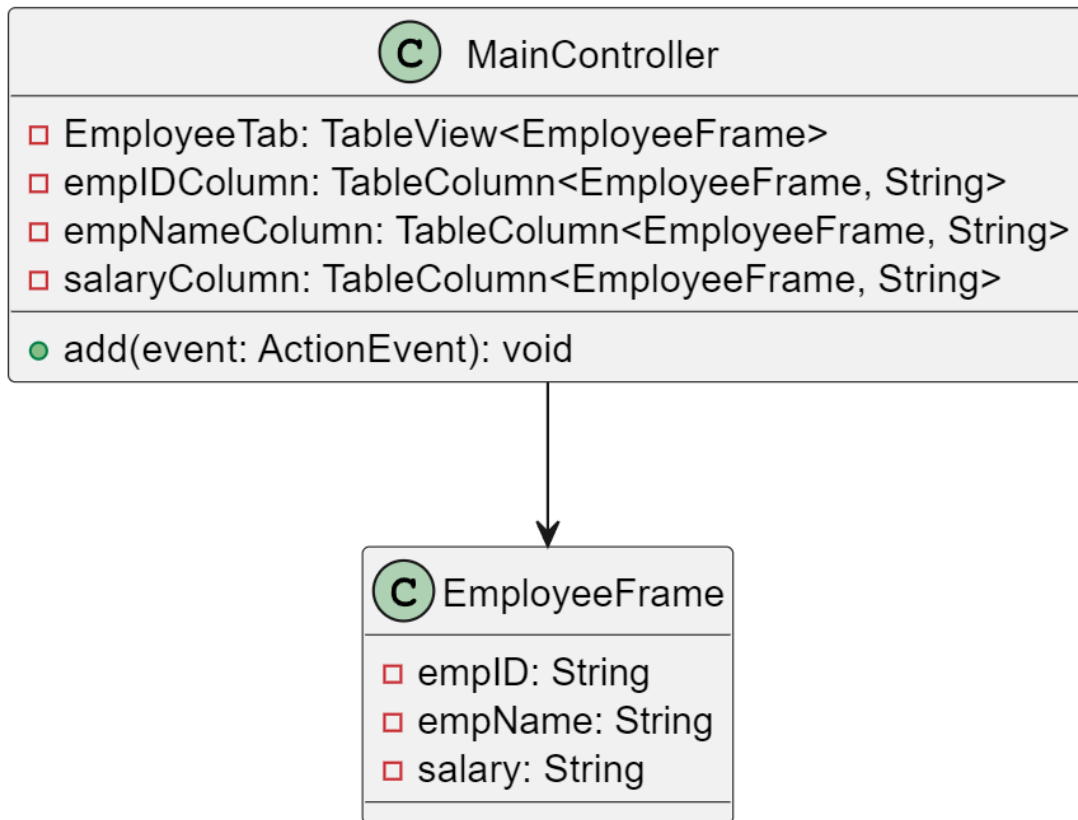 C MainController
EmployeeTab: TableView<EmployeeFrame>
empIDColumn: TableColumn<EmployeeFrame, String>
empNameColumn: TableColumn<EmployeeFrame, String>
salaryColumn: TableColumn<EmployeeFrame, String>
add(event: ActionEvent): void
C EmployeeFrame
empID: String
empName: String
salary: String